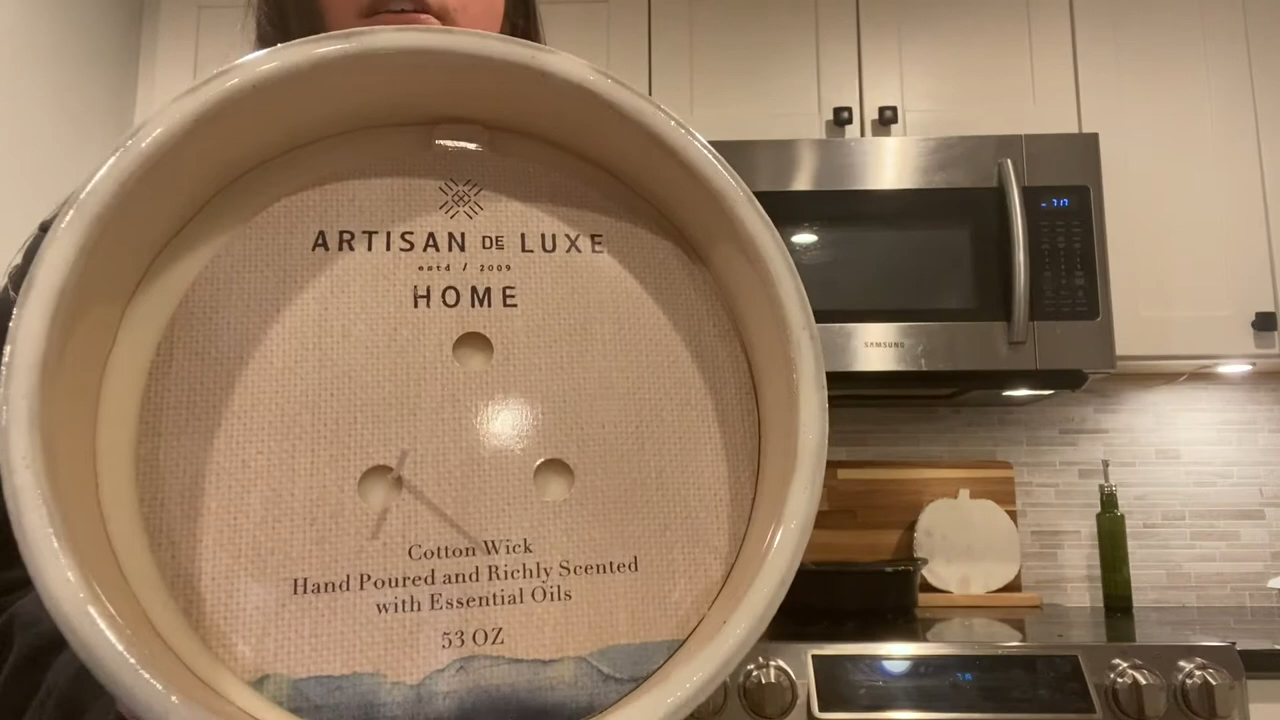 ARTISAN DE LUXE
estd / 2009
HOME
Cotton Wick
Hand Poured and Richly Scented
with Essential Oils
53 OZ
SAMSUNG